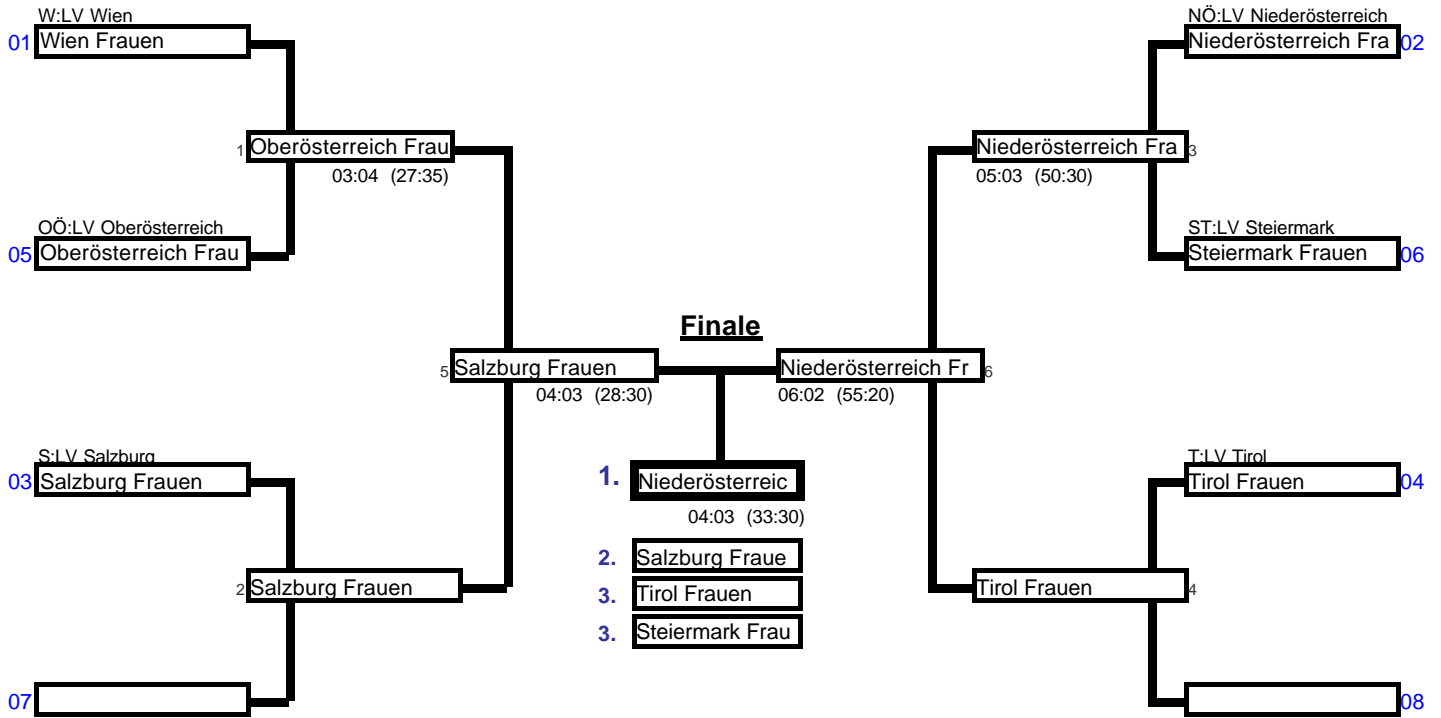 W:LV Wien
01 Wien Frauen
NÖ:LV Niederösterreich
Niederösterreich Fra 02
1 Oberösterreich Frau
03:04 (27:35)
Niederösterreich Fra 3
05:03 (50:30)
OÖ:LV Oberösterreich
05 Oberösterreich Frau
ST:LV Steiermark
Steiermark Frauen 06
Finale
5 Salzburg Frauen
04:03 (28:30)
Niederösterreich Fr 6
06:02 (55:20)
S:LV Salzburg
03 Salzburg Frauen
T:LV Tirol
Tirol Frauen 04
1. Niederösterreic
04:03 (33:30)
2. Salzburg Fraue
3. Tirol Frauen
3. Steiermark Frau
2 Salzburg Frauen
Tirol Frauen 4
07
08